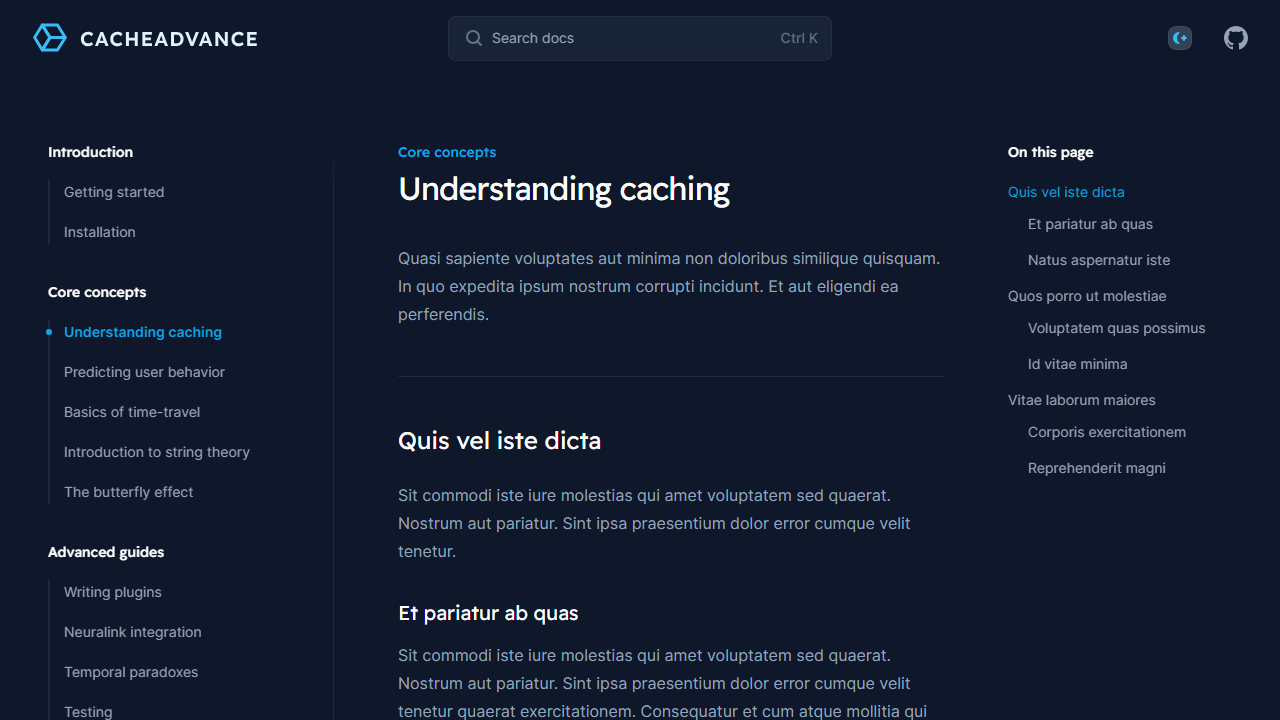 CACHEADVANCE
Search docs
Ctrl K
Introduction
Getting started
Installation
Core concepts
Understanding caching
Predicting user behavior
Basics of time-travel
Introduction to string theory
The butterfly effect
Advanced guides
Writing plugins
Neuralink integration
Temporal paradoxes
Testing
Core concepts
Understanding caching
Quasi sapiente voluptates aut minima non doloribus similique quisquam.
In quo expedita ipsum nostrum corrupti incidunt. Et aut eligendi ea
perferendis.
Quis vel iste dicta
Sit commodi iste iure molestias qui amet voluptatem sed quaerat.
Nostrum aut pariatur. Sint ipsa praesentium dolor error cumque velit
tenetur.
Et pariatur ab quas
Sit commodi iste iure molestias qui amet voluptatem sed quaerat.
Nostrum aut pariatur. Sint ipsa praesentium dolor error cumque velit
tenetur quaerat exercitationem. Consequatur et cum atque mollitia qui
On this page
Quis vel iste dicta
Et pariatur ab quas
Natus aspernatur iste
Quos porro ut molestiae
Voluptatem quas possimus
Id vitae minima
Vitae laborum maiores
Corporis exercitationem
Reprehenderit magni